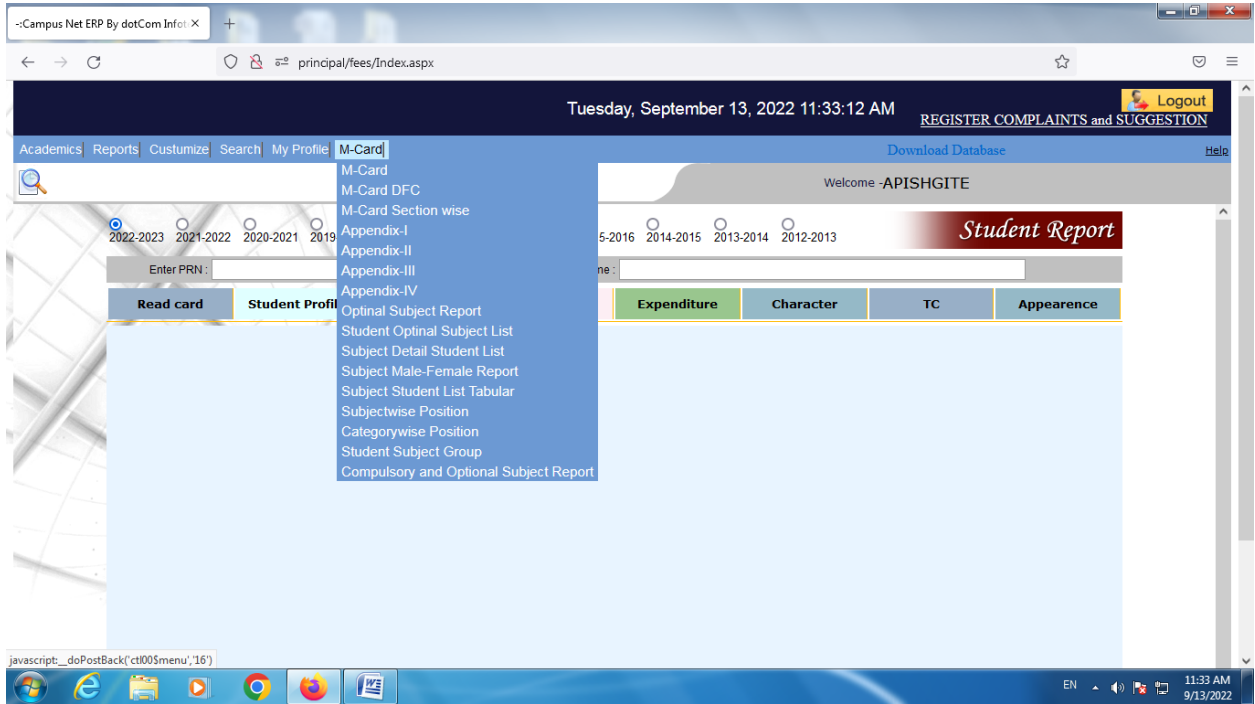 -:Campus Net ERP By dotCom Infot
principal/fees/Index.aspx
Tuesday, September 13, 2022 11:33:12 AM
Logout
REGISTER COMPLAINTS and SUGGESTION
Academics Reports Custumize Search My Profile M-Card
Download Database
Help
Welcome -APISHGITE
M-Card
M-Card DFC
M-Card Section wise
Appendix-I
Appendix-II
Appendix-III
Appendix-IV
Optinal Subject Report
Student Optinal Subject List
Subject Detail Student List
Subject Male-Female Report
Subject Student List Tabular
Subjectwise Position
Categorywise Position
Student Subject Group
Compulsory and Optional Subject Report
2022-2023 2021-2022 2020-2021 2019 5-2016 2014-2015 2013-2014 2012-2013
Student Report
Enter PRN : ne :
Read card Student Profil Expenditure Character TC Appearence
javascript:__doPostBack('ctl00$menu','16')
EN
11:33 AM
9/13/2022